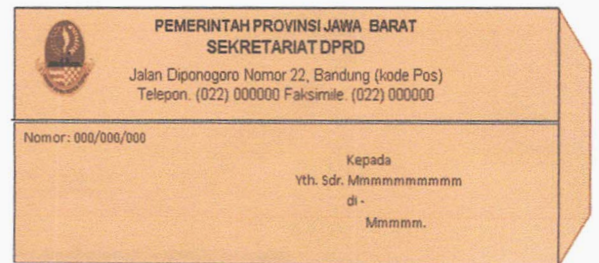 PEMERINTAH PROVINSI JAWA BARAT
SEKRETARIAT DPRD
Jalan Diponogoro Nomor 22, Bandung (kode Pos)
Telepon. (022) 000000 Faksimile. (022) 000000
Nomor: 000/000/000
Kepada
Yth. Sdr. Mmmmmmmmmm
di -
Mmmmm.